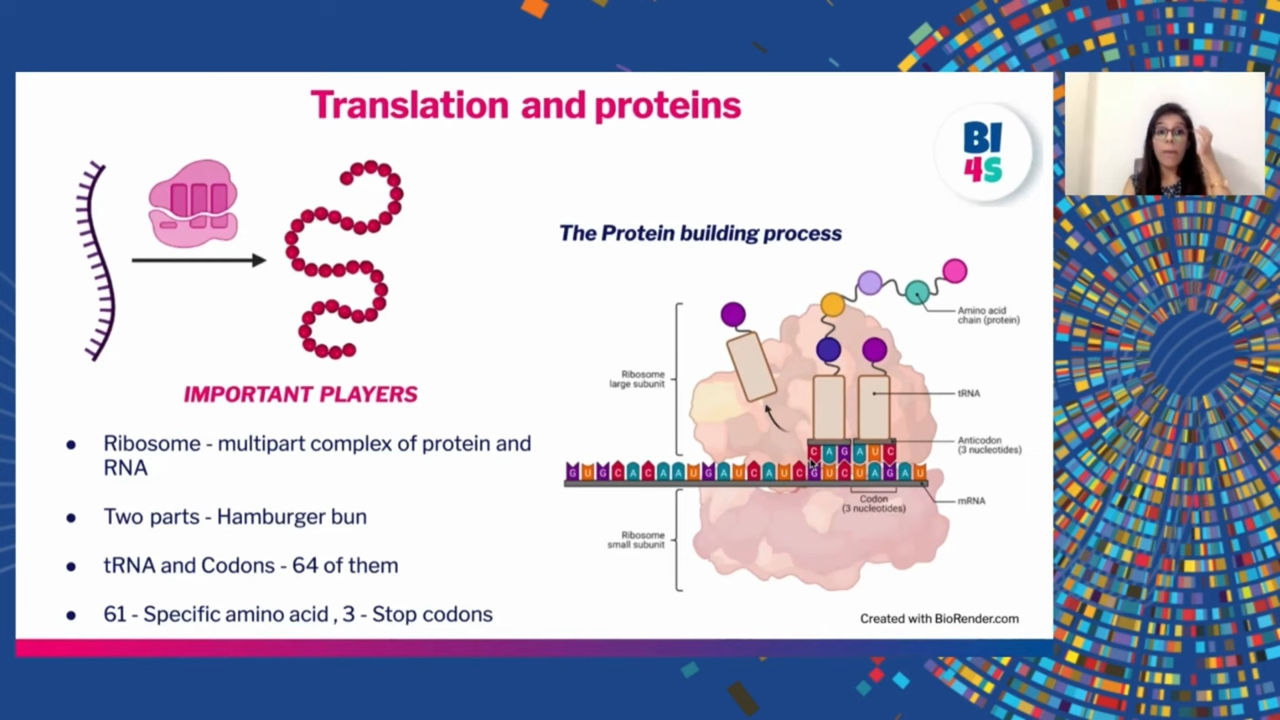 Translation and proteins
BI
4S
The Protein building process
Amino acid
chain (protein)
Ribosome
large subunit
tRNA
IMPORTANT PLAYERS
Anticodon
(3 nucleotides)
● Ribosome - multipart complex of protein and
RNA
C A G A U C
G U G C A C A A U G A U C A U C G U C U A G A U
Codon
(3 nucleotides)
mRNA
● Two parts - Hamburger bun
Ribosome
small subunit
● tRNA and Codons - 64 of them
● 61 - Specific amino acid , 3 - Stop codons
Created with BioRender.com